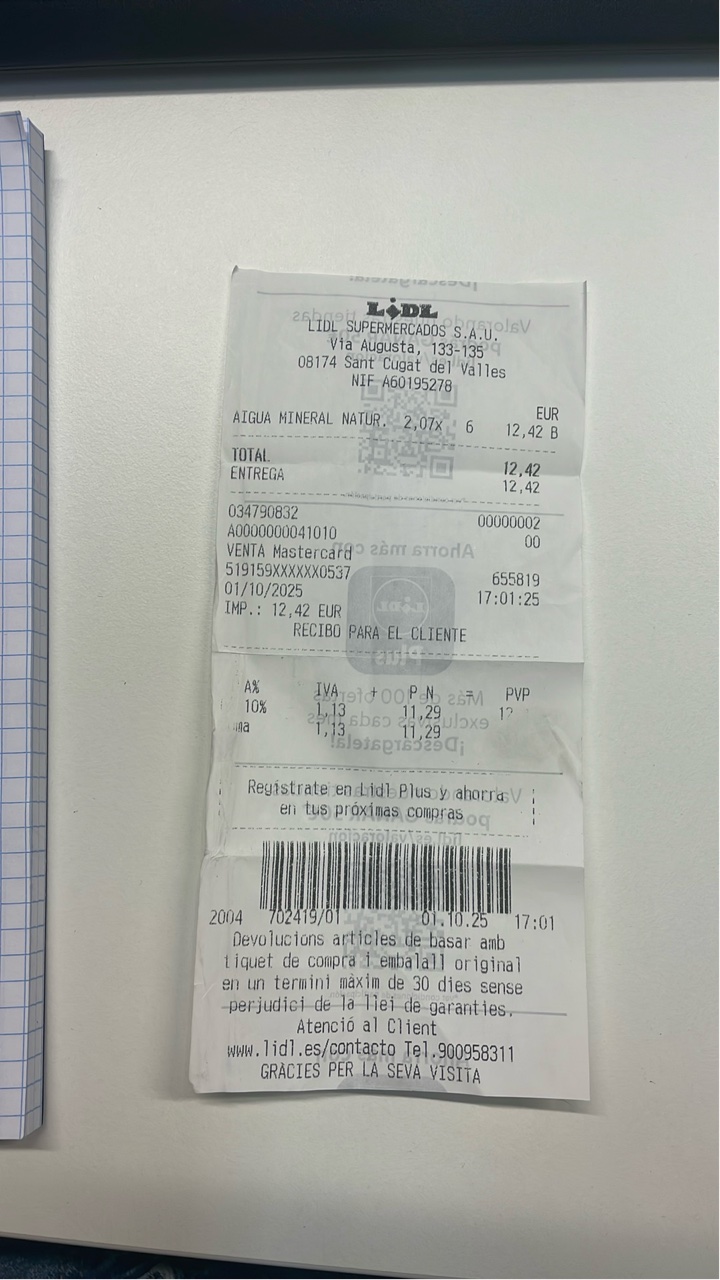 LIDL
LIDL SUPERMERCADOS S.A.U.
Via Augusta, 133-135
08174 Sant Cugat del Valles
NIF A60195278
EUR
AIGUA MINERAL NATUR. 2,07x 6 12,42 B
TOTAL 12,42
ENTREGA 12,42
034790832 00000002
A0000000041010 00
VENTA Mastercard
519159XXXXXX0537 655819
01/10/2025 17:01:25
IMP.: 12,42 EUR
RECIBO PARA EL CLIENTE
A% IVA + P N = PVP
10% 1,13 11,29
1,13 11,29
Regístrate en Lidl Plus y ahorra
en tus próximas compras
2004 702419/01 01.10.25 17:01
Devolucions articles de basar amb
tiquet de compra i embalall original
en un termini màxim de 30 dies sense
perjudici de la llei de garanties.
Atenció al Client
www.lidl.es/contacto Tel.900958311
GRÀCIES PER LA SEVA VISITA